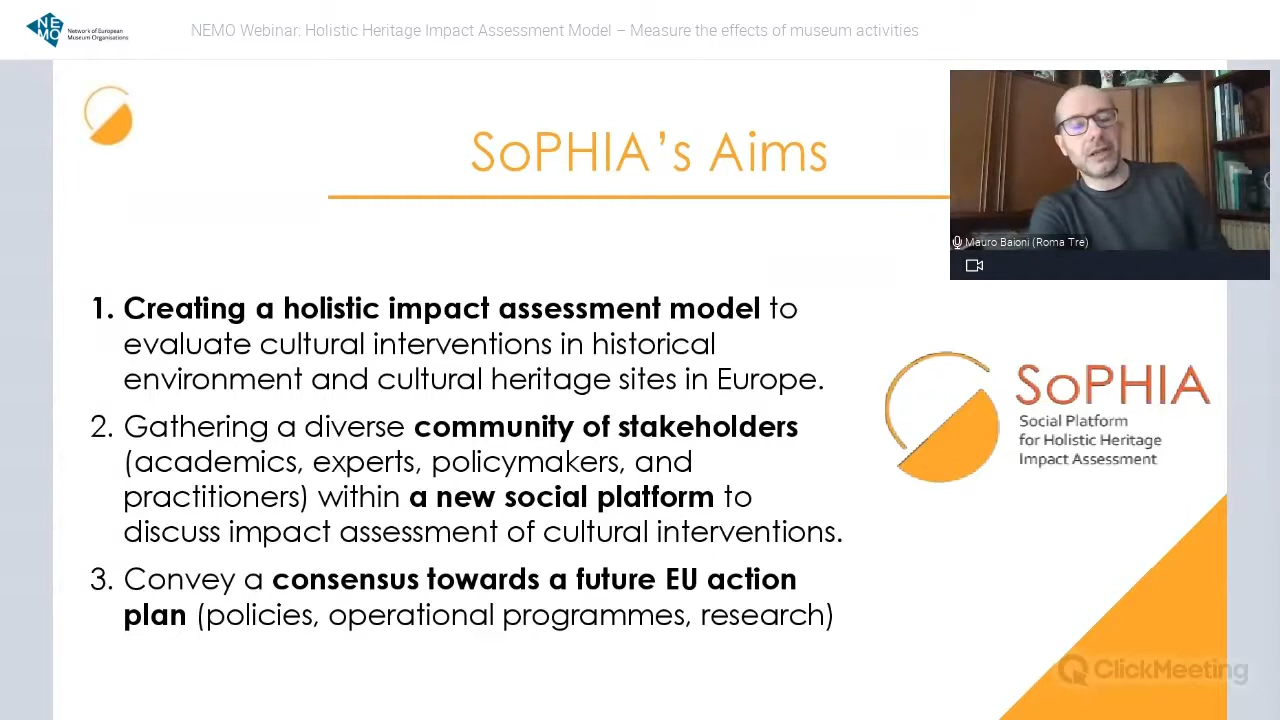 NEMO
Network of European
Museum Organisations
NEMO Webinar: Holistic Heritage Impact Assessment Model – Measure the effects of museum activities
SoPHIA's Aims
Mauro Baioni (Roma Tre)
1. Creating a holistic impact assessment model to
evaluate cultural interventions in historical
environment and cultural heritage sites in Europe.
2. Gathering a diverse community of stakeholders
(academics, experts, policymakers, and
practitioners) within a new social platform to
discuss impact assessment of cultural interventions.
3. Convey a consensus towards a future EU action
plan (policies, operational programmes, research)
SoPHIA
Social Platform
for Holistic Heritage
Impact Assessment
ClickMeeting